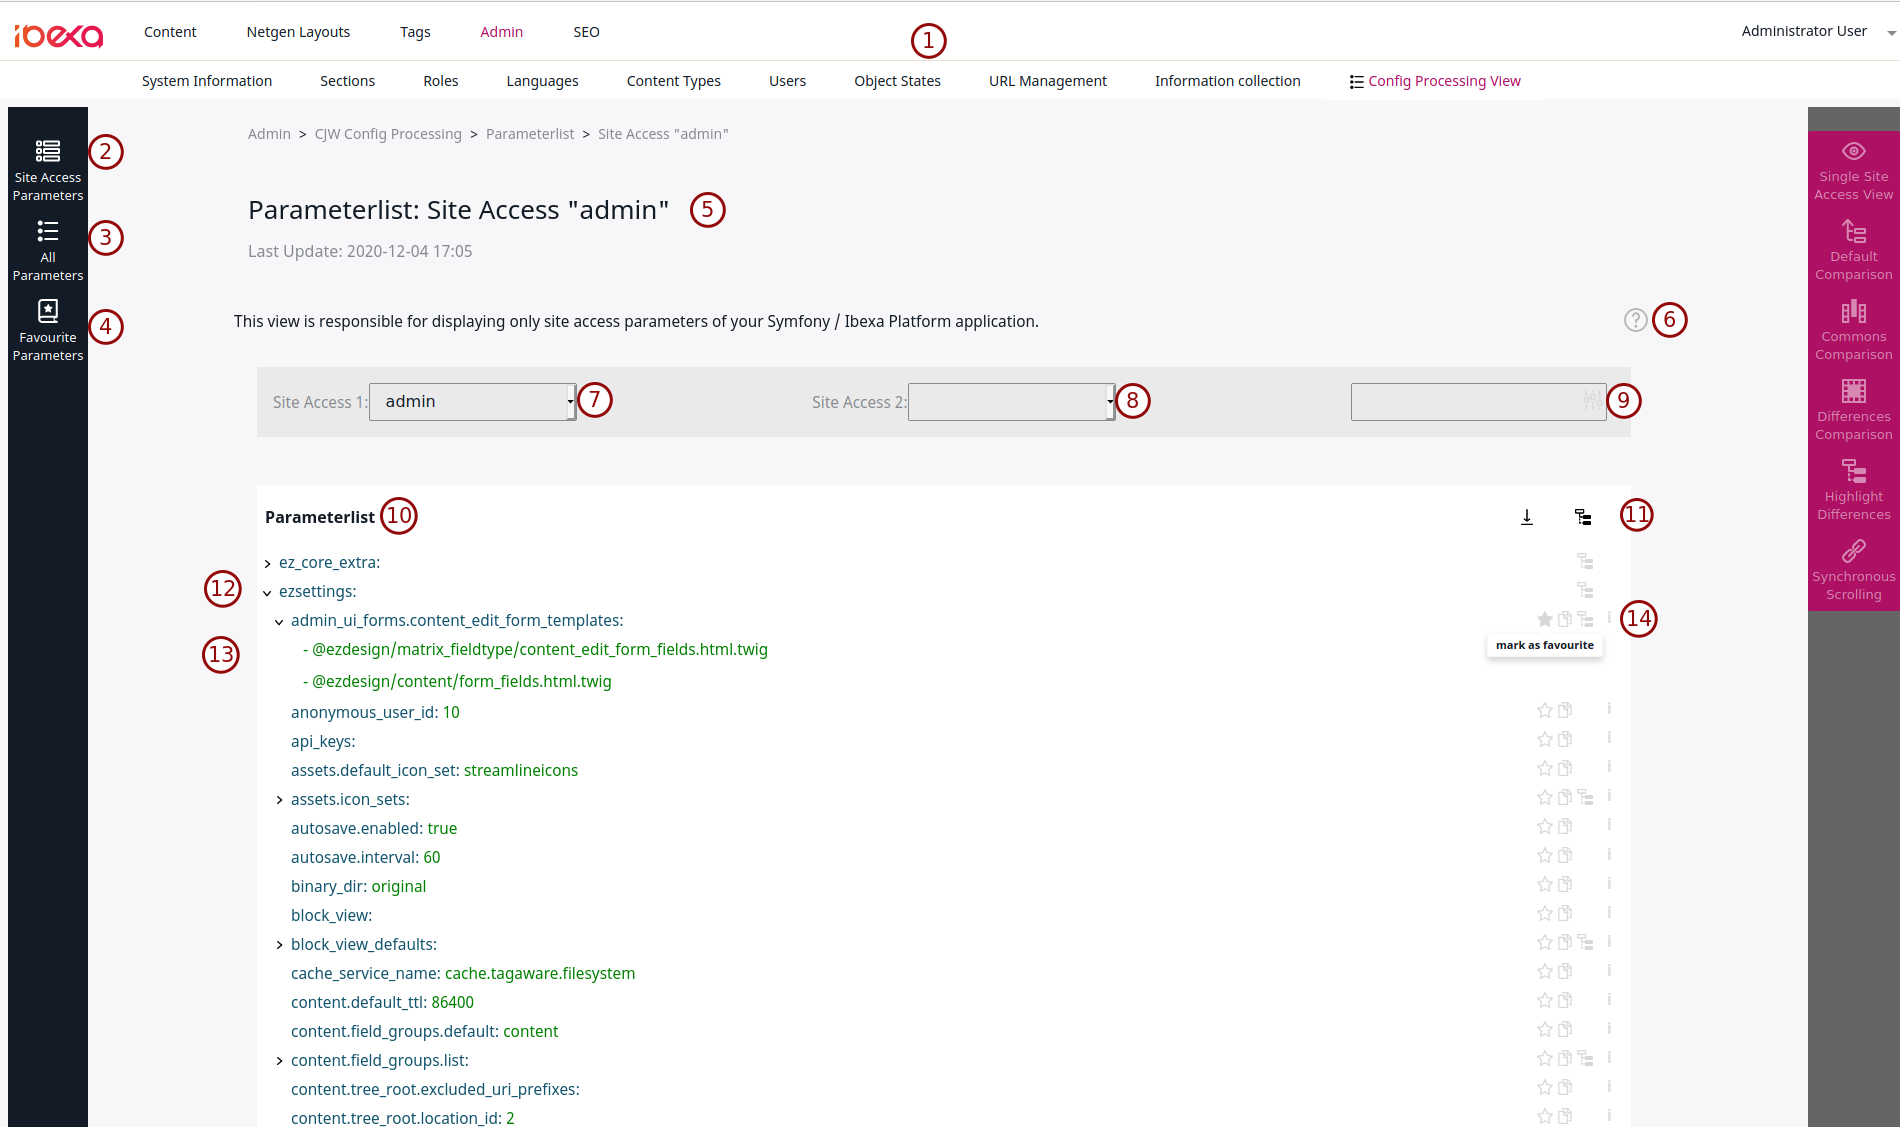 ibexa
Content Netgen Layouts Tags Admin SEO 1 Administrator User
System Information Sections Roles Languages Content Types Users Object States URL Management Information collection Config Processing View
Admin > CJW Config Processing > Parameterlist > Site Access "admin"
2
Site Access
Parameters
3
All
Parameters
4
Favourite
Parameters
Parameterlist: Site Access "admin" 5
Last Update: 2020-12-04 17:05
This view is responsible for displaying only site access parameters of your Symfony / Ibexa Platform application. ? 6
Site Access 1: admin 7 Site Access 2: 8 9
Parameterlist 10 11
ez_core_extra:
12 ezsettings:
admin_ui_forms.content_edit_form_templates: i 14
mark as favourite
13 - @ezdesign/matrix_fieldtype/content_edit_form_fields.html.twig
- @ezdesign/content/form_fields.html.twig
anonymous_user_id: 10 i
api_keys: i
assets.default_icon_set: streamlineicons i
assets.icon_sets: i
autosave.enabled: true i
autosave.interval: 60 i
binary_dir: original i
block_view: i
block_view_defaults: i
cache_service_name: cache.tagaware.filesystem i
content.default_ttl: 86400 i
content.field_groups.default: content i
content.field_groups.list: i
content.tree_root.excluded_uri_prefixes: i
content.tree_root.location_id: 2 i
Single Site
Access View
Default
Comparison
Commons
Comparison
Differences
Comparison
Highlight
Differences
Synchronous
Scrolling